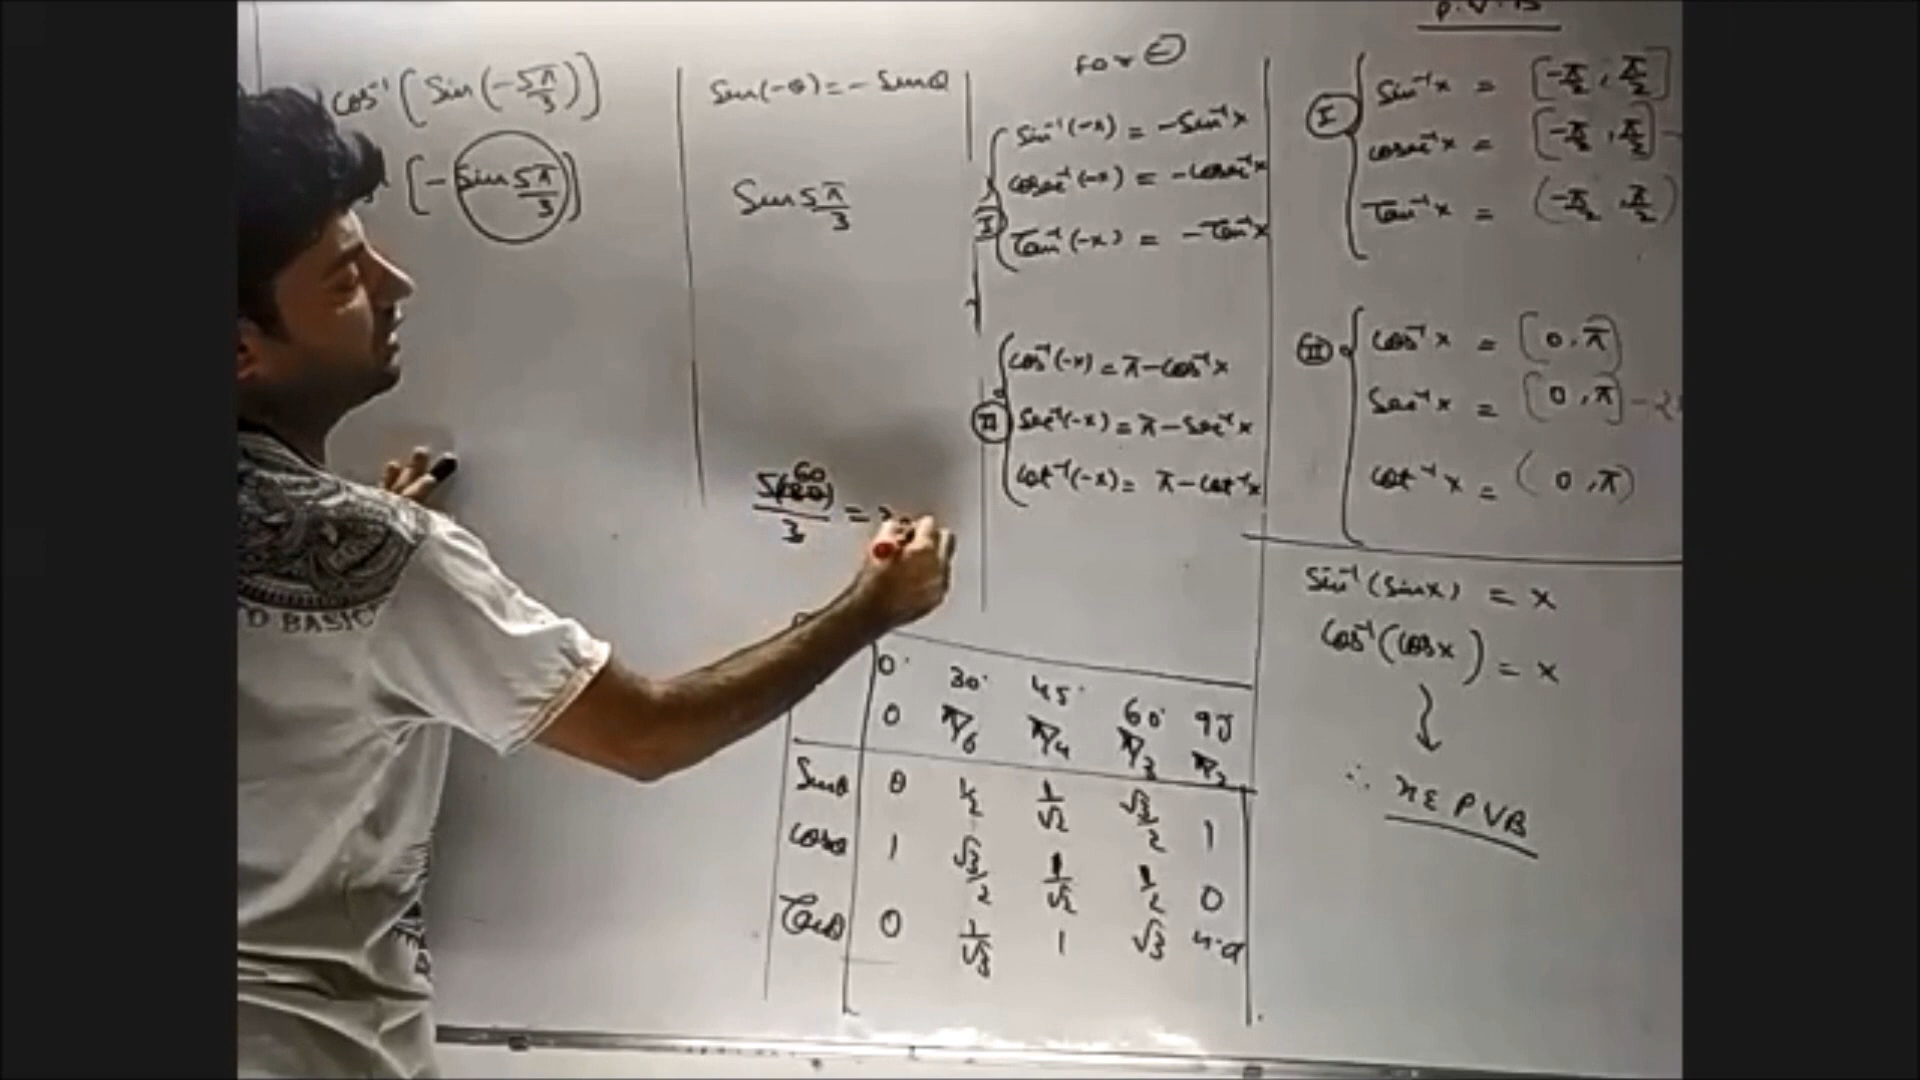 cos⁻¹(Sin(-5π/3))
[-Sin 5π/3)]
Sin(-θ) = -Sinθ
Sin 5π/3
5(180)/3 =
60
For ⊖
I
Sin⁻¹(-x) = -Sin⁻¹x
Cosec⁻¹(-x) = -Cosec⁻¹x
Tan⁻¹(-x) = -Tan⁻¹x
II
Cos⁻¹(-x) = π-Cos⁻¹x
Sec⁻¹(-x) = π-Sec⁻¹x
Cot⁻¹(-x) = π-Cot⁻¹x
I
Sin⁻¹x = [-π/2, π/2]
Cosec⁻¹x = [-π/2, π/2] -
Tan⁻¹x = (-π/2, π/2)
II
Cos⁻¹x = [0, π]
Sec⁻¹x = [0, π] -
Cot⁻¹x = (0, π)
Sin⁻¹(Sinx) = x
Cos⁻¹(Cosx) = x
∴ x ε PVB
0° 30° 45° 60° 90
0 π/6 π/4 π/3 π/2
Sinθ 0 1/2 1/√2 √3/2 1
Cosθ 1 √3/2 1/√2 1/2 0
Tanθ 0 1/√3 1 √3 n.d
D BASIC